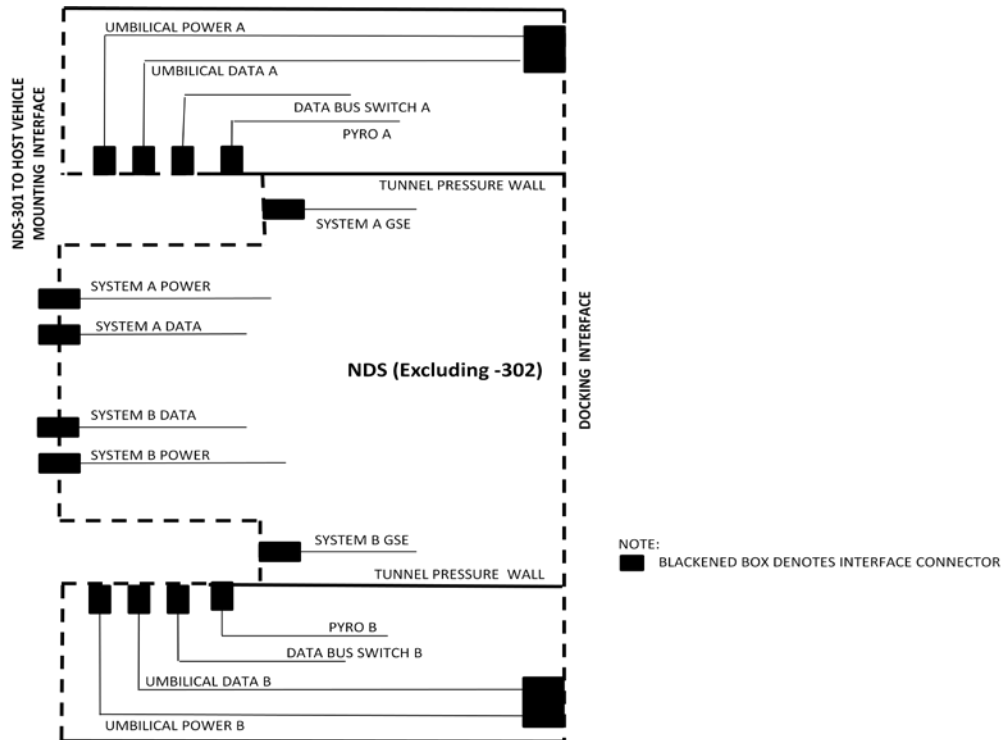 UMBILICAL POWER A
UMBILICAL DATA A
DATA BUS SWITCH A
PYRO A
NDS-301 TO HOST VEHICLE
MOUNTING INTERFACE
TUNNEL PRESSURE WALL
SYSTEM A GSE
SYSTEM A POWER
SYSTEM A DATA
NDS (Excluding -302)
DOCKING INTERFACE
SYSTEM B DATA
SYSTEM B POWER
SYSTEM B GSE
TUNNEL PRESSURE WALL
PYRO B
DATA BUS SWITCH B
UMBILICAL DATA B
UMBILICAL POWER B
NOTE:
BLACKENED BOX DENOTES INTERFACE CONNECTOR